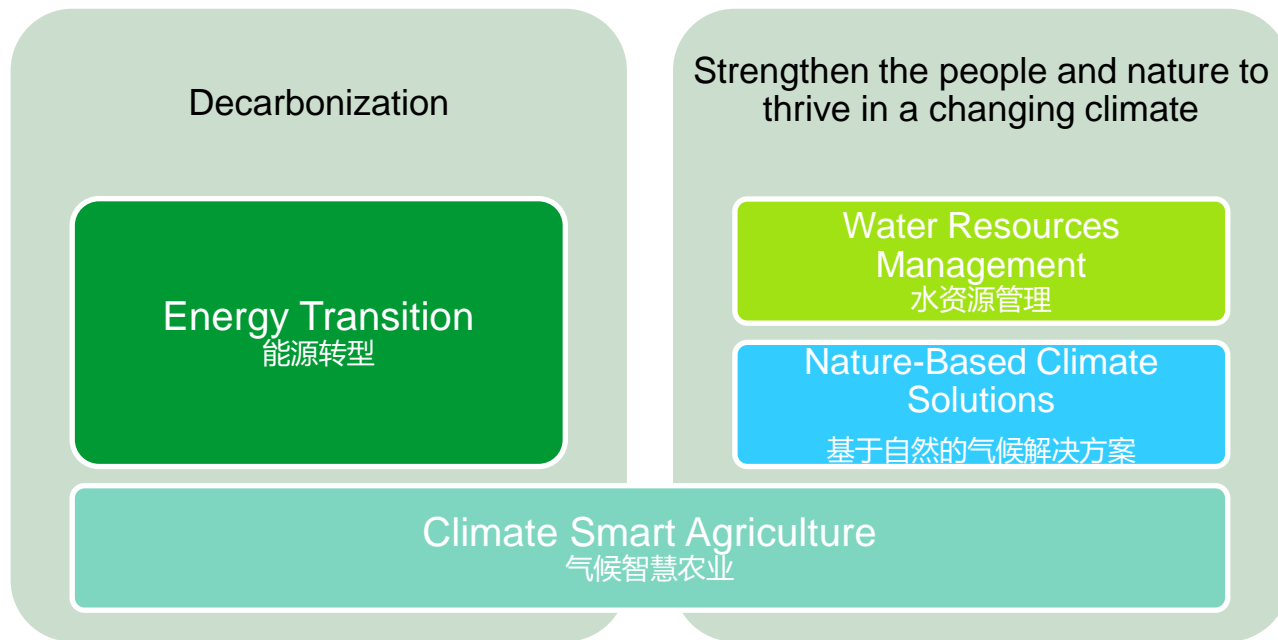 Decarbonization
Energy Transition
能源转型
Strengthen the people and nature to
thrive in a changing climate
Water Resources
Management
水资源管理
Nature-Based Climate
Solutions
基于自然的气候解决方案
Climate Smart Agriculture
气候智慧农业